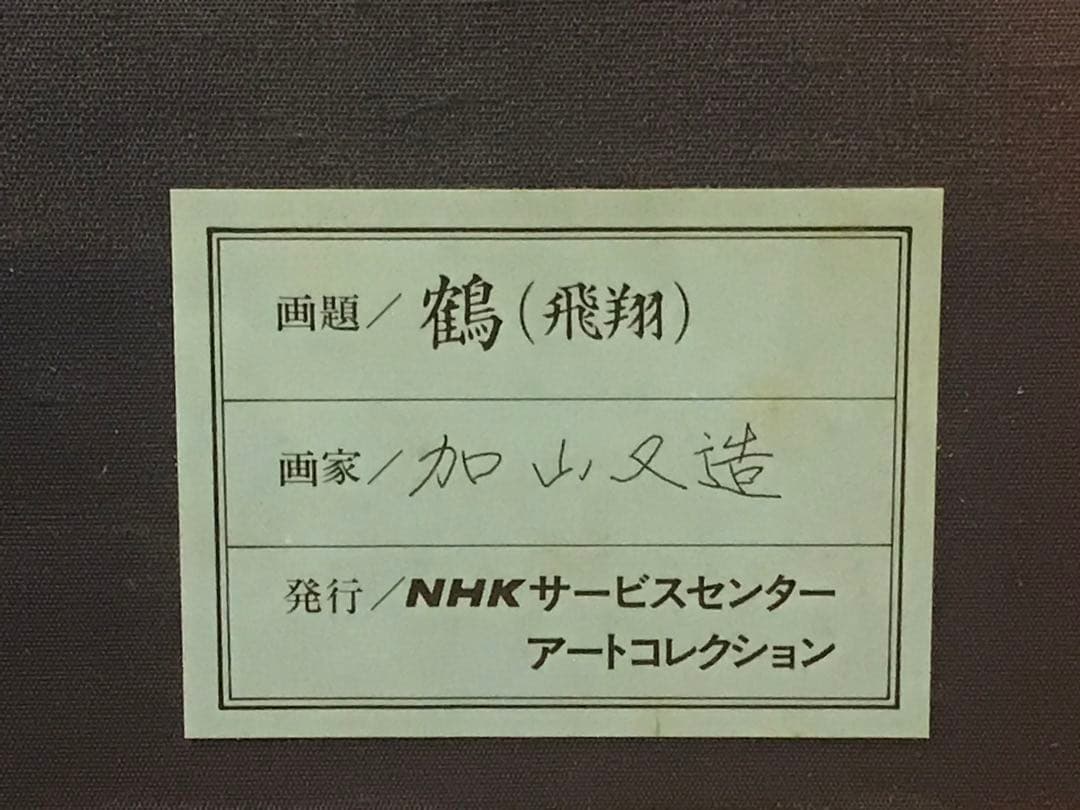 画題／鶴（飛翔）
画家／加山又造
発行／NHKサービスセンター
アートコレクション